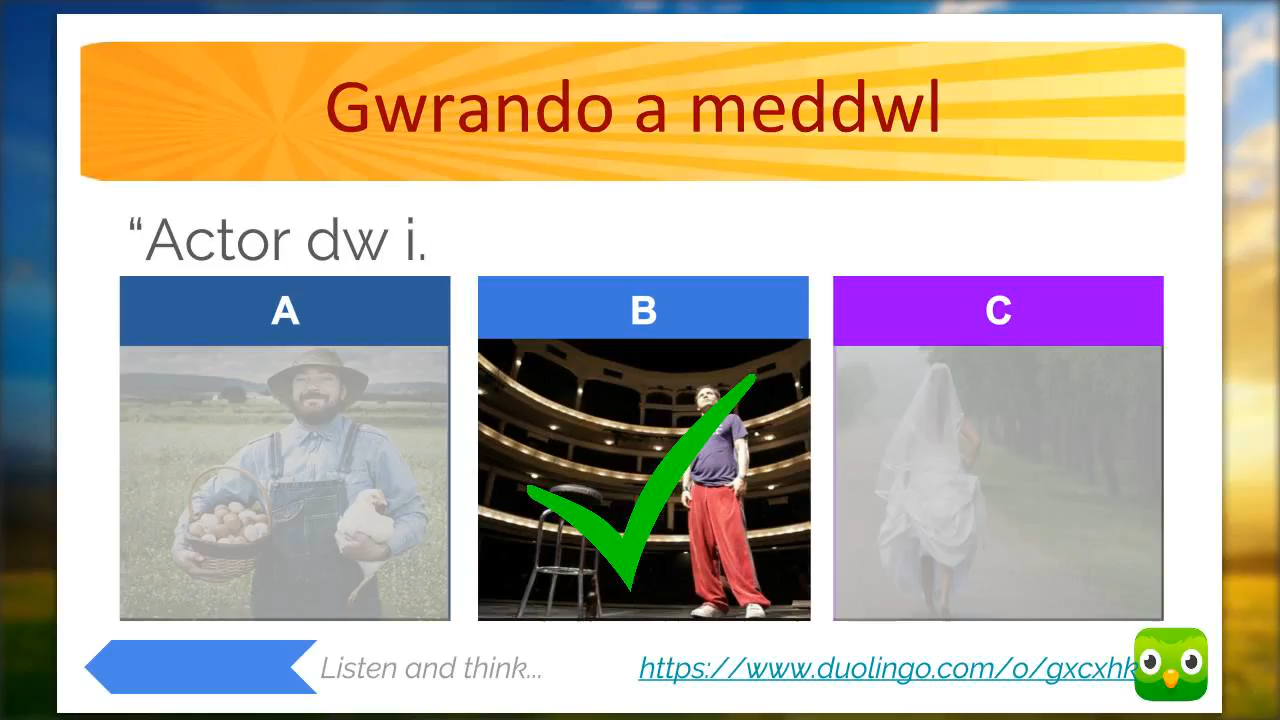 Gwrando a meddwl
“Actor dw i.
A
B
C
Listen and think...
https://www.duolingo.com/o/gxcxhk